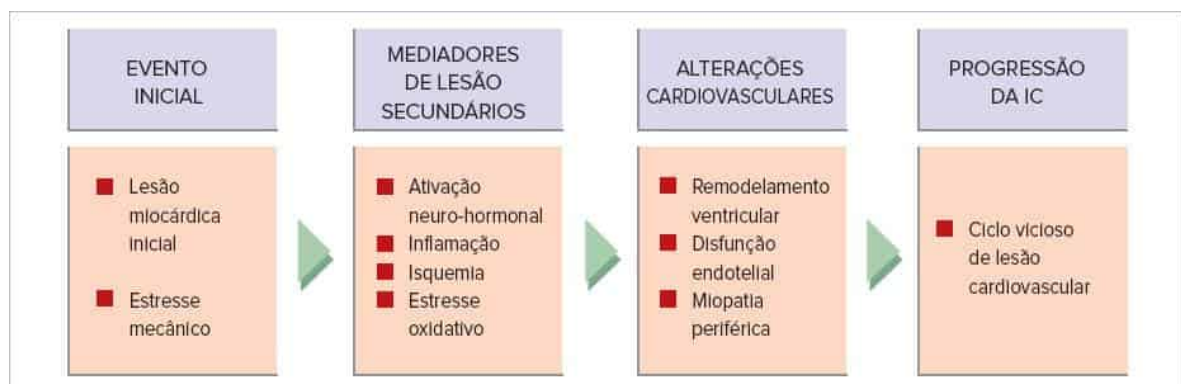 EVENTO
INICIAL
Lesão
miocárdica
inicial
Estresse
mecânico
MEDIADORES
DE LESÃO
SECUNDÁRIOS
Ativação
neuro-hormonal
Inflamação
Isquemia
Estresse
oxidativo
ALTERAÇÕES
CARDIOVASCULARES
Remodelamento
ventricular
Disfunção
endotelial
Miopatia
periférica
PROGRESSÃO
DA IC
Ciclo vicioso
de lesão
cardiovascular